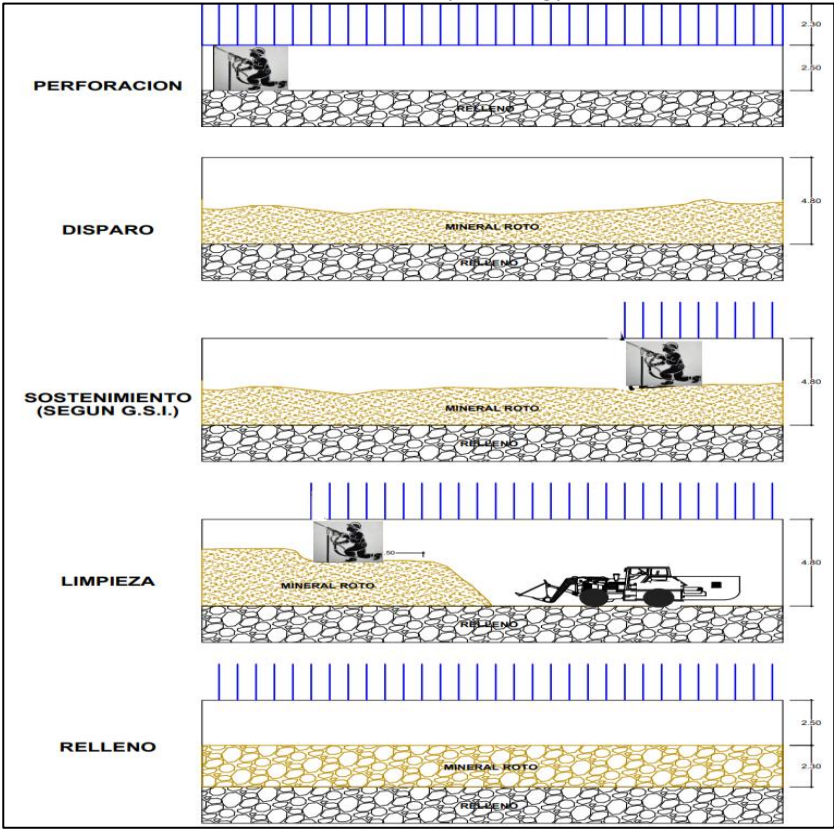 2.30
PERFORACION
2.50
RELLENO
DISPARO
4.80
MINERAL ROTO
RELLENO
SOSTENIMIENTO
(SEGUN G.S.I.)
4.80
MINERAL ROTO
RELLENO
LIMPIEZA
.50
4.80
MINERAL ROTO
RELLENO
RELLENO
2.50
MINERAL ROTO
2.30
RELLENO